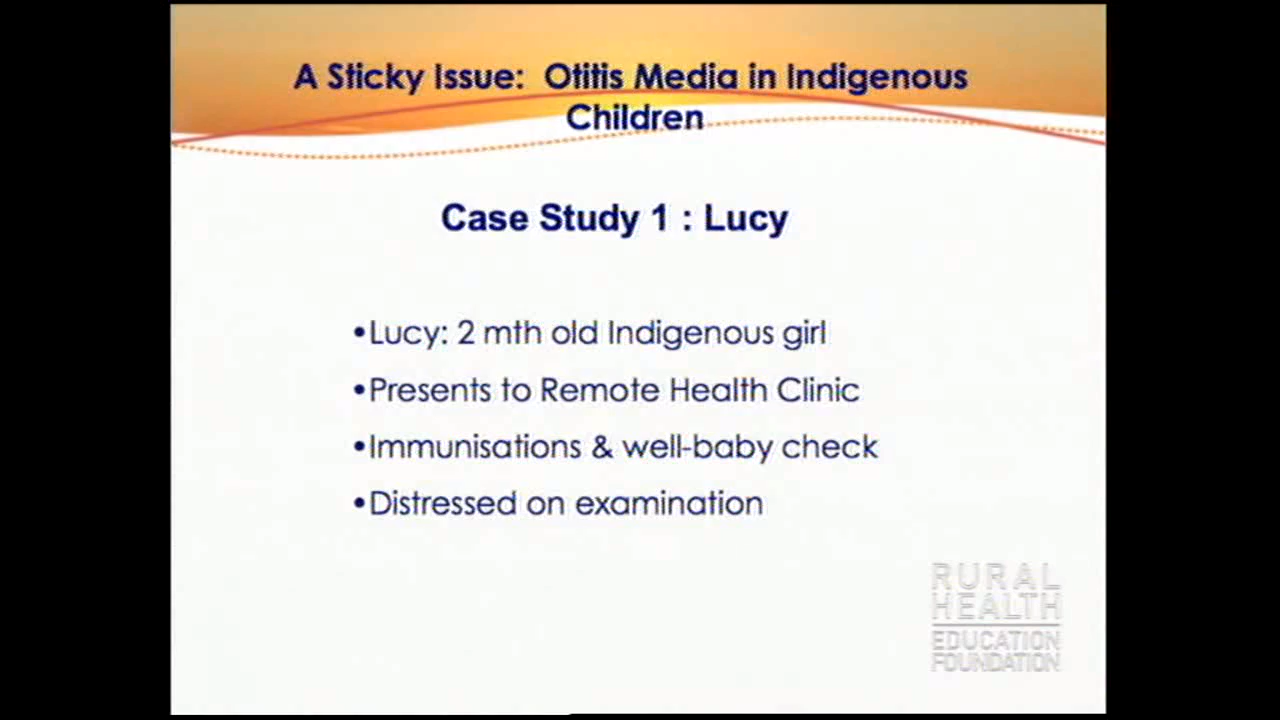 A Sticky Issue: Otitis Media in Indigenous
Children
Case Study 1 : Lucy
•Lucy: 2 mth old Indigenous girl
•Presents to Remote Health Clinic
•Immunisations & well-baby check
•Distressed on examination
RURAL
HEALTH
EDUCATION
FOUNDATION